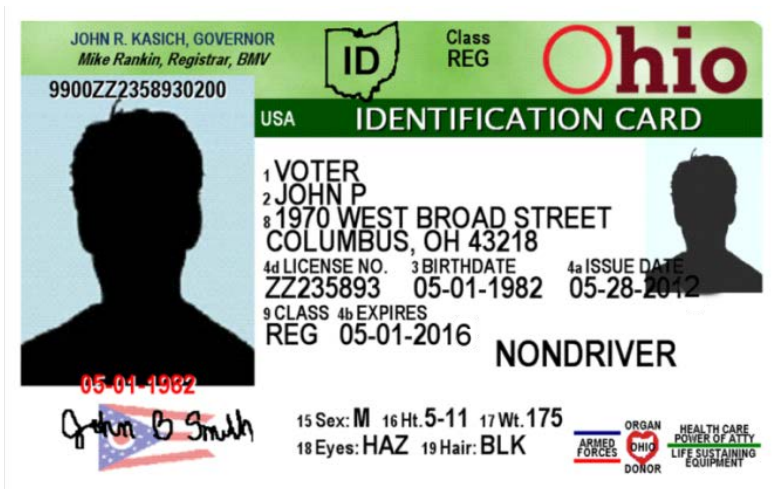 JOHN R. KASICH, GOVERNOR
Mike Rankin, Registrar, BMV
ID
Class
REG
Ohio
9900ZZ2358930200
USA IDENTIFICATION CARD
1 VOTER
2 JOHN P
8 1970 WEST BROAD STREET
COLUMBUS, OH 43218
4d LICENSE NO. 3 BIRTHDATE 4a ISSUE DATE
ZZ235893 05-01-1982 05-28-2012
9 CLASS 4b EXPIRES
REG 05-01-2016
NONDRIVER
05-01-1982
John B Smith
15 Sex: M 16 Ht. 5-11 17 Wt. 175
18 Eyes: HAZ 19 Hair: BLK
ARMED
FORCES
ORGAN
OHIO
DONOR
HEALTH CARE
POWER OF ATTY
LIFE SUSTAINING
EQUIPMENT